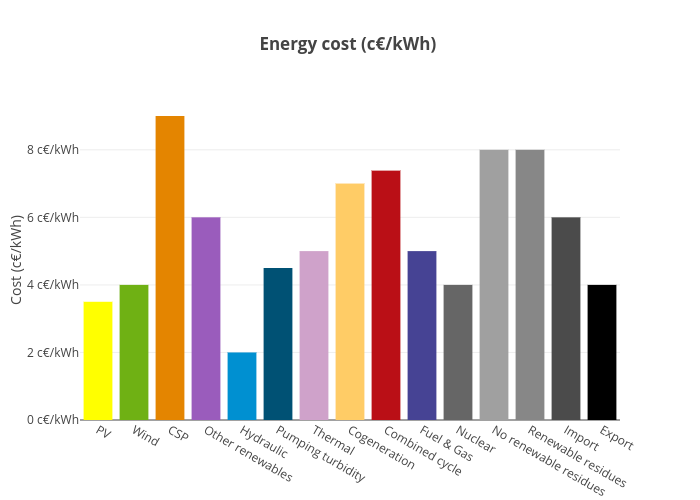 Energy cost (c€/kWh)
Cost (c€/kWh)
8 c€/kWh
6 c€/kWh
4 c€/kWh
2 c€/kWh
0 c€/kWh
PV
Wind
CSP
Other renewables
Hydraulic
Pumping turbidity
Thermal
Cogeneration
Combined cycle
Fuel & Gas
Nuclear
No renewable residues
Renewable residues
Import
Export